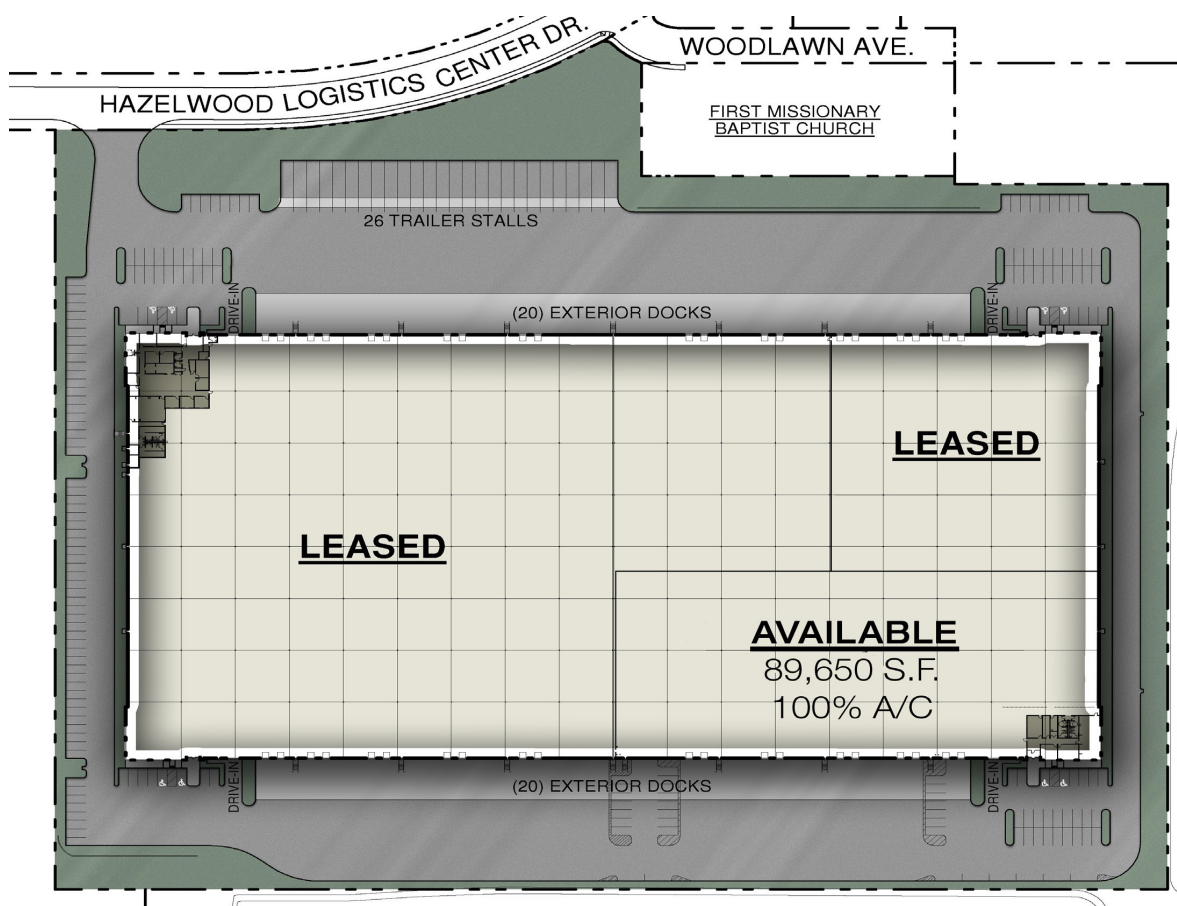 HAZELWOOD LOGISTICS CENTER DR.
WOODLAWN AVE.
FIRST MISSIONARY
BAPTIST CHURCH
26 TRAILER STALLS
DRIVE-IN
(20) EXTERIOR DOCKS
DRIVE-IN
LEASED
LEASED
AVAILABLE
89,650 S.F.
100% A/C
DRIVE-IN
(20) EXTERIOR DOCKS
DRIVE-IN